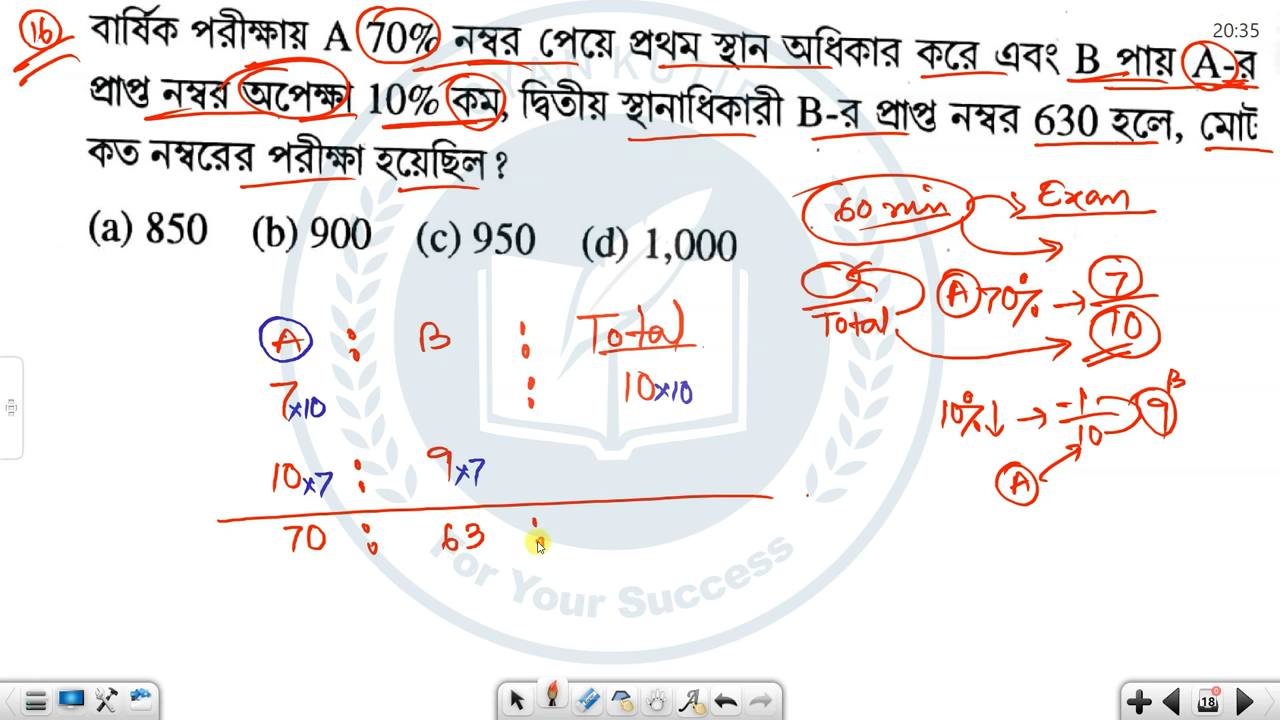 20:35
16 বার্ষিক পরীক্ষায় A 70% নম্বর পেয়ে প্রথম স্থান অধিকার করে এবং B পায় A-র
প্রাপ্ত নম্বর অপেক্ষা 10% কম, দ্বিতীয় স্থানাধিকারী B-র প্রাপ্ত নম্বর 630 হলে, মোট
কত নম্বরের পরীক্ষা হয়েছিল?
(a) 850 (b) 900 (c) 950 (d) 1,000
60 min → Exam
Total
A 70% → 7/10
A : B : Total
7×10 : 10×10
10% ↓ → -1/10 9 B
A
10×7 : 9×7
70 : 63 :
For Your Success
18